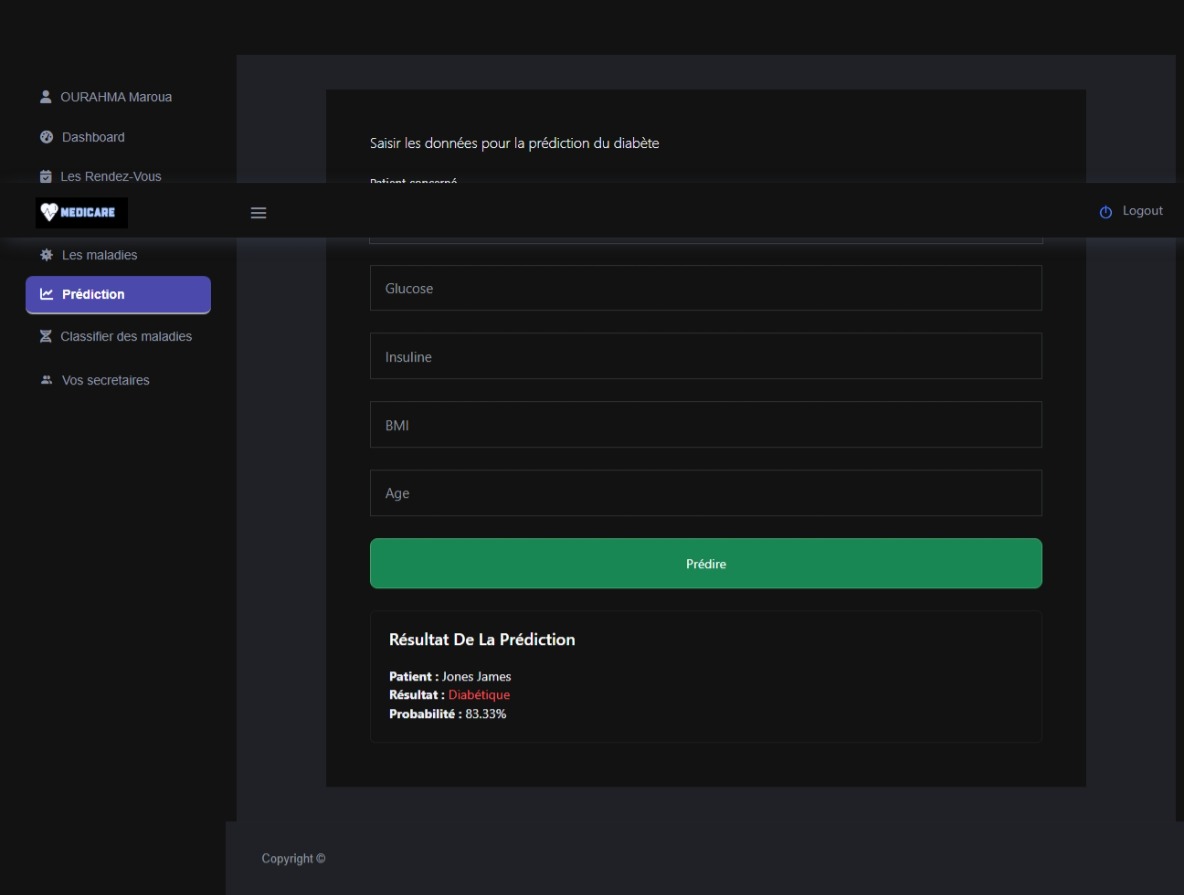 OURAHMA Maroua
Dashboard
Les Rendez-Vous
MEDICARE
Logout
Les maladies
Prédiction
Classifier des maladies
Vos secretaires
Saisir les données pour la prédiction du diabète
Patient concerné
Glucose
Insuline
BMI
Age
Prédire
Résultat De La Prédiction
Patient : Jones James
Résultat : Diabétique
Probabilité : 83.33%
Copyright ©